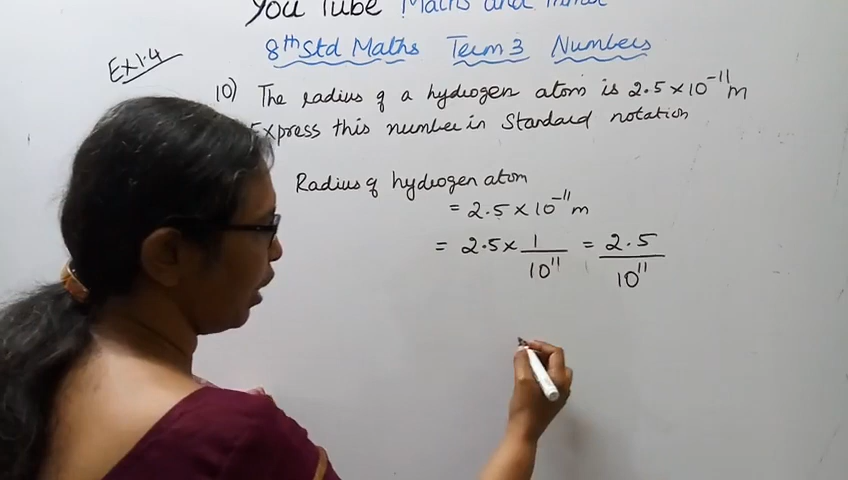 You Tube Maths and
8th Std Maths Term 3 Numbers
Ex 1.4
10) The radius of a hydrogen atom is 2.5 × 10⁻¹¹ m
Express this number in Standard notation
Radius of hydrogen atom
= 2.5 × 10⁻¹¹ m
= 2.5 × 1/10¹¹ = 2.5/10¹¹